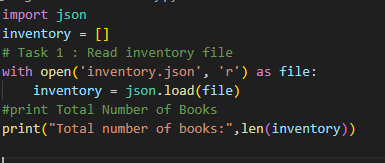 import json
inventory = []
# Task 1 : Read inventory file
with open('inventory.json', 'r') as file:
    inventory = json.load(file)
#print Total Number of Books
print("Total number of books:",len(inventory))